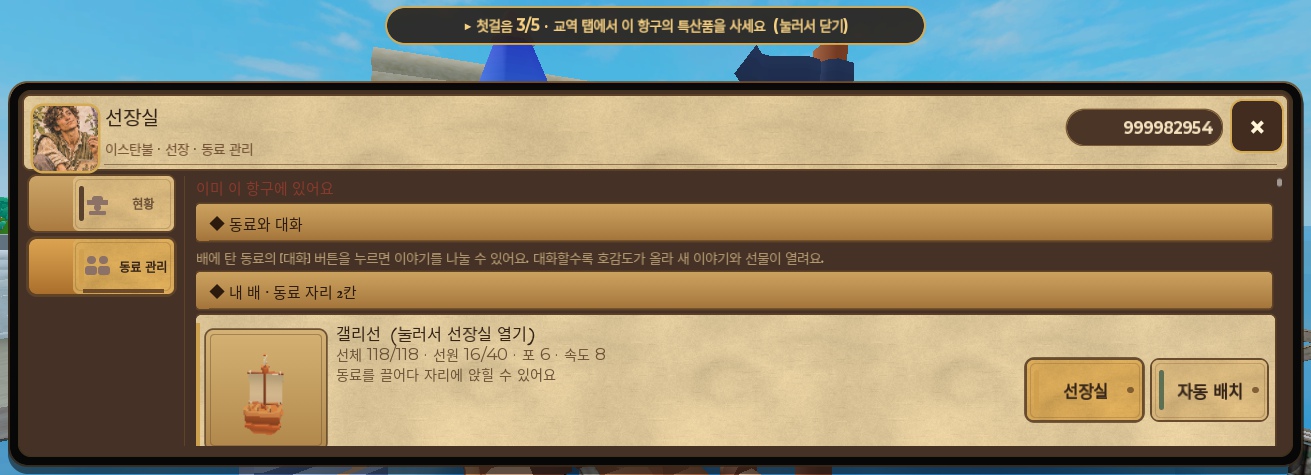 ▸ 첫걸음 3/5 · 교역 탭에서 이 항구의 특산품을 사세요 (눌러서 닫기)
선장실
이스탄불 · 선장 · 동료 관리
999982954
현황
동료 관리
이미 이 항구에 있어요
◆ 동료와 대화
배에 탄 동료의 [대화] 버튼을 누르면 이야기를 나눌 수 있어요. 대화할수록 호감도가 올라 새 이야기와 선물이 열려요.
◆ 내 배 · 동료 자리 2칸
갤리선 (눌러서 선장실 열기)
선체 118/118 · 선원 16/40 · 포 6 · 속도 8
동료를 끌어다 자리에 앉힐 수 있어요
선장실
자동 배치